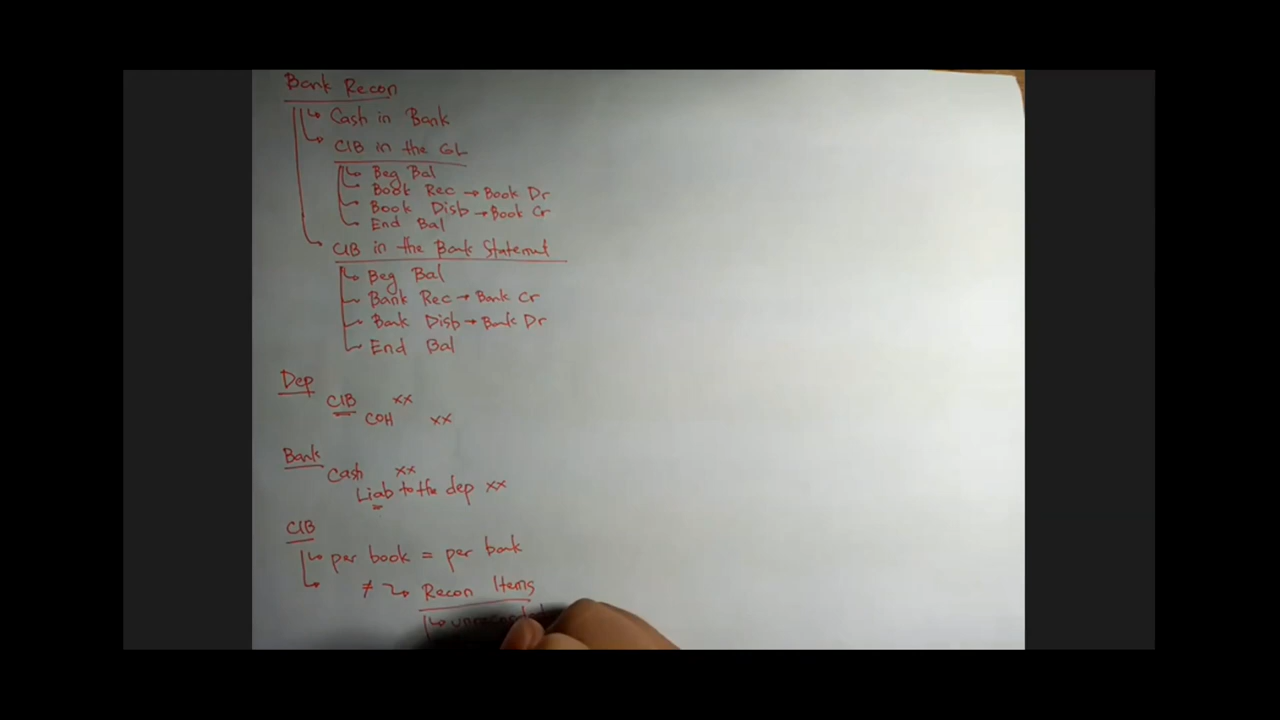 Bank Recon
Cash in Bank
CIB in the GL
Beg Bal
Book Rec → Book Dr
Book Disb → Book Cr
End Bal
CIB in the Bank Statemnt
Beg Bal
Bank Rec → Bank Cr
Bank Disb → Bank Dr
End Bal
Dep
CIB xx
COH xx
Bank
Cash xx
Liab to the dep xx
CIB
per book = per bank
≠ Recon Items